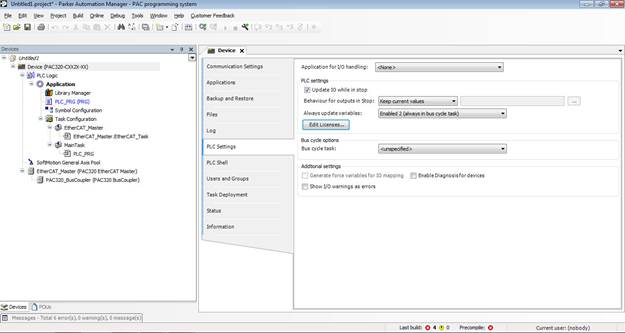 Untitled1.project* - Parker Automation Manager - PAC programming system
File Edit View Project Build Online Debug Tools Window Customer Feedback
Devices
Untitled1
Device (PAC320-CXX2X-XX)
PLC Logic
Application
Library Manager
PLC_PRG (PRG)
Symbol Configuration
Task Configuration
EtherCAT_Master
EtherCAT_Master.EtherCAT_Task
MainTask
PLC_PRG
SoftMotion General Axis Pool
EtherCAT_Master (PAC320 EtherCAT Master)
PAC320_BusCoupler (PAC320 BusCoupler)
Devices POUs
Device
Communication Settings
Applications
Backup and Restore
Files
Log
PLC Settings
PLC Shell
Users and Groups
Task Deployment
Status
Information
Application for I/O handling: <None>
PLC settings
Update IO while in stop
Behaviour for outputs in Stop: Keep current values ...
Always update variables: Enabled 2 (always in bus cycle task)
Edit Licenses...
Bus cycle options
Bus cycle task: <unspecified>
Additional settings
Generate force variables for IO mapping Enable Diagnosis for devices
Show I/O warnings as errors
Messages - Total 6 error(s), 0 warning(s), 0 message(s)
Last build: 4 0 Precompile: Current user: (nobody)